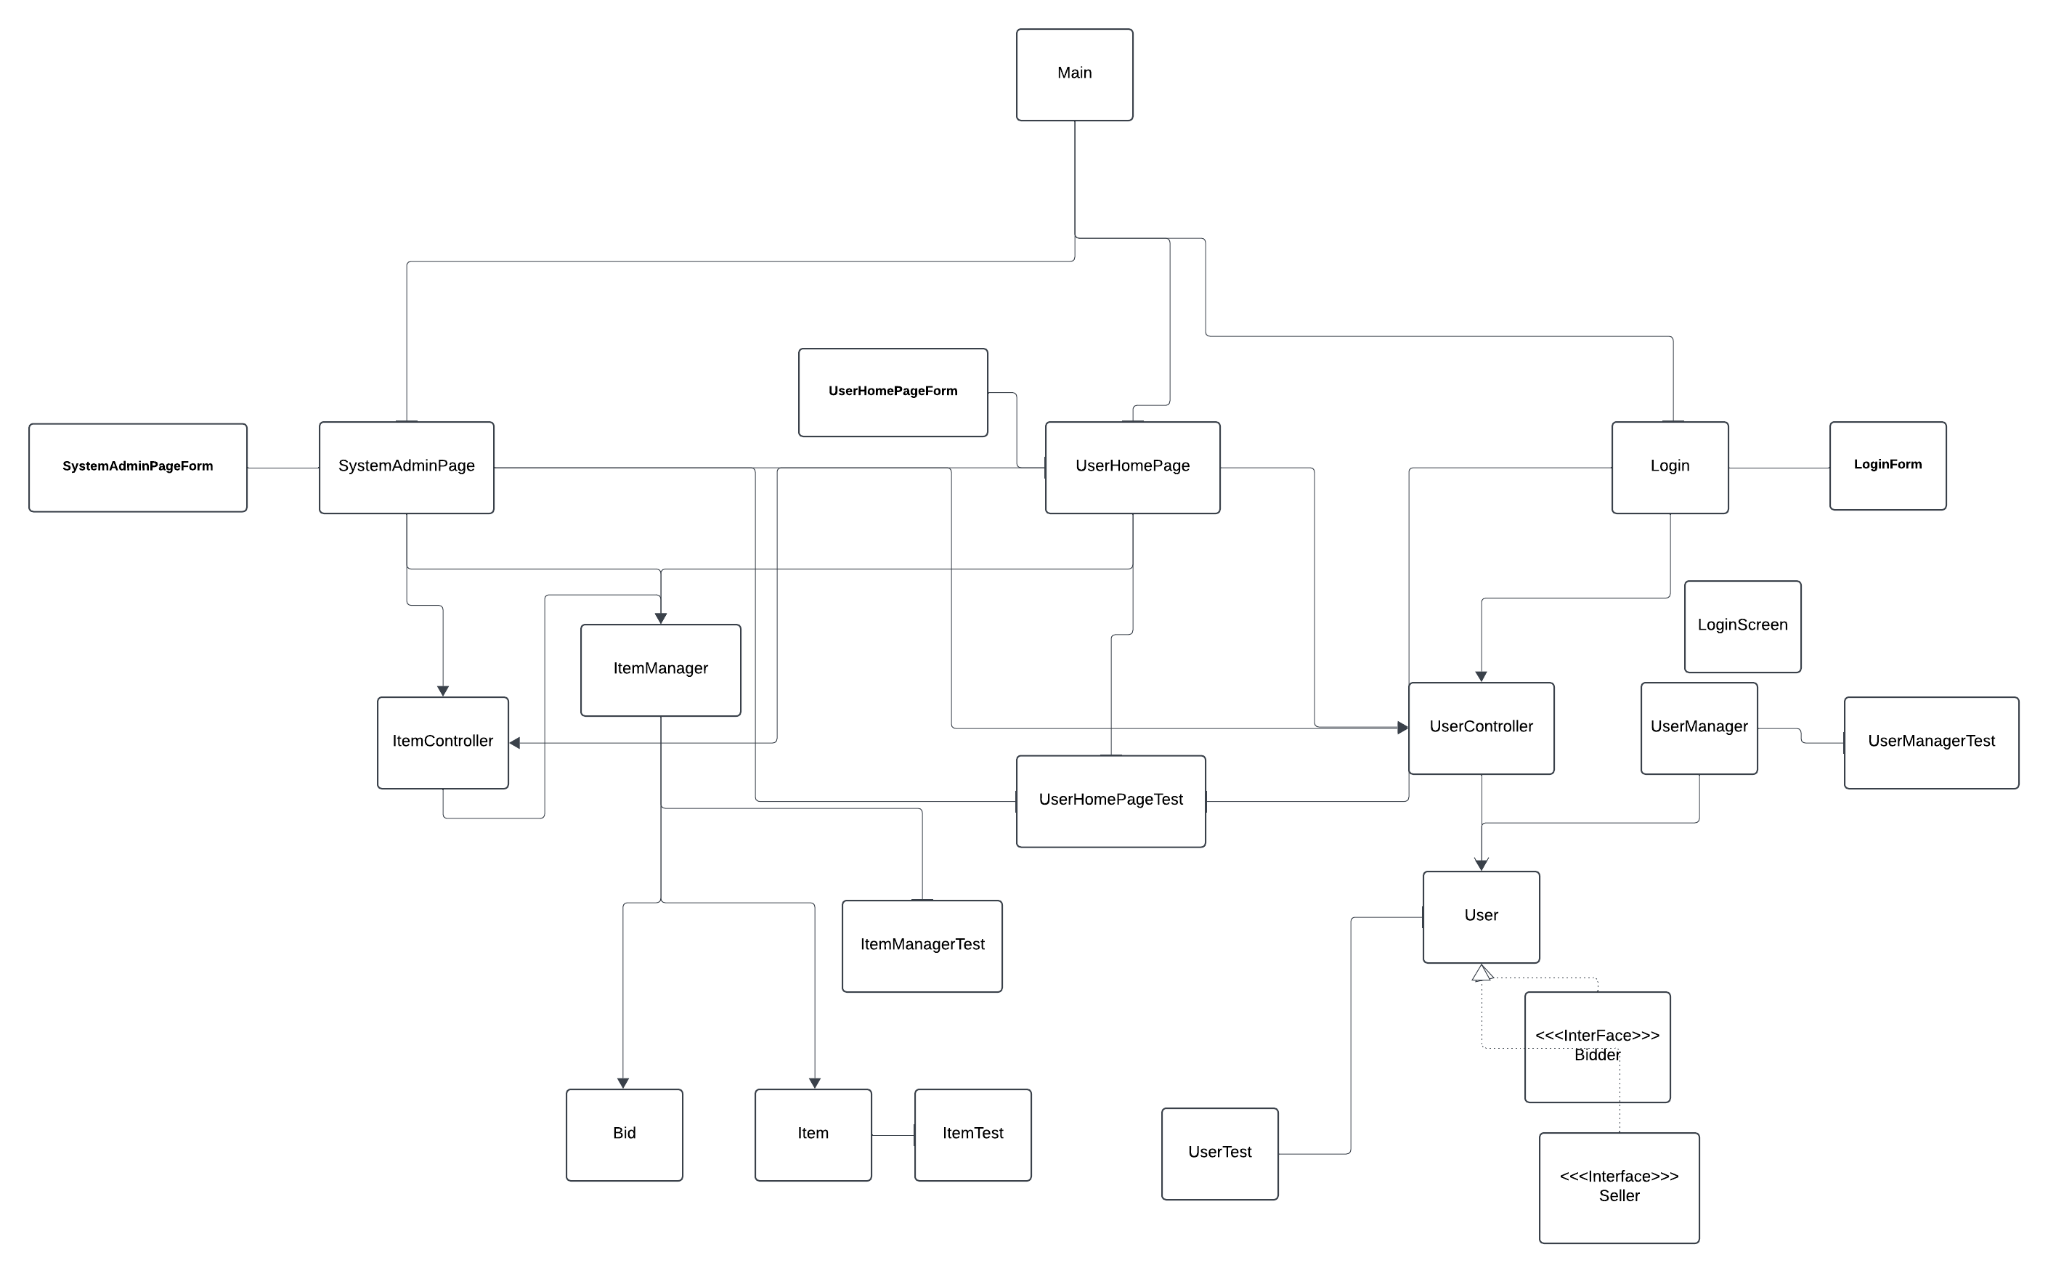 Main
UserHomePageForm
SystemAdminPageForm
SystemAdminPage
UserHomePage
Login
LoginForm
LoginScreen
ItemManager
ItemController
UserController
UserManager
UserManagerTest
UserHomePageTest
User
ItemManagerTest
<<<InterFace>>>
Bidder
Bid
Item
ItemTest
UserTest
<<<Interface>>>
Seller